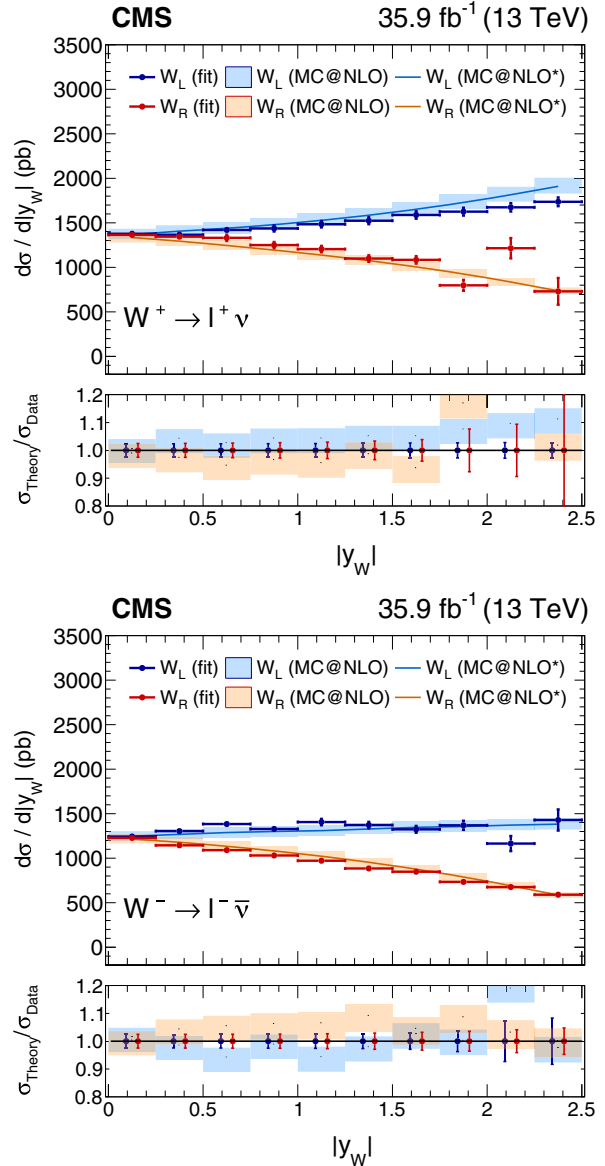 CMS 35.9 fb⁻¹ (13 TeV)
3500
W_L (fit) W_L (MC@NLO) W_L (MC@NLO*)
3000
W_R (fit) W_R (MC@NLO) W_R (MC@NLO*)
2500
2000
1500
1000
500
0
dσ / d|y_W| (pb)
W⁺ → l⁺ ν
1.2
1.1
1.0
0.9
0.8
σ_Theory/σ_Data
0 0.5 1 1.5 2 2.5
|y_W|
CMS 35.9 fb⁻¹ (13 TeV)
3500
W_L (fit) W_L (MC@NLO) W_L (MC@NLO*)
3000
W_R (fit) W_R (MC@NLO) W_R (MC@NLO*)
2500
2000
1500
1000
500
0
dσ / d|y_W| (pb)
W⁻ → l⁻ ν̄
1.2
1.1
1.0
0.9
0.8
σ_Theory/σ_Data
0 0.5 1 1.5 2 2.5
|y_W|